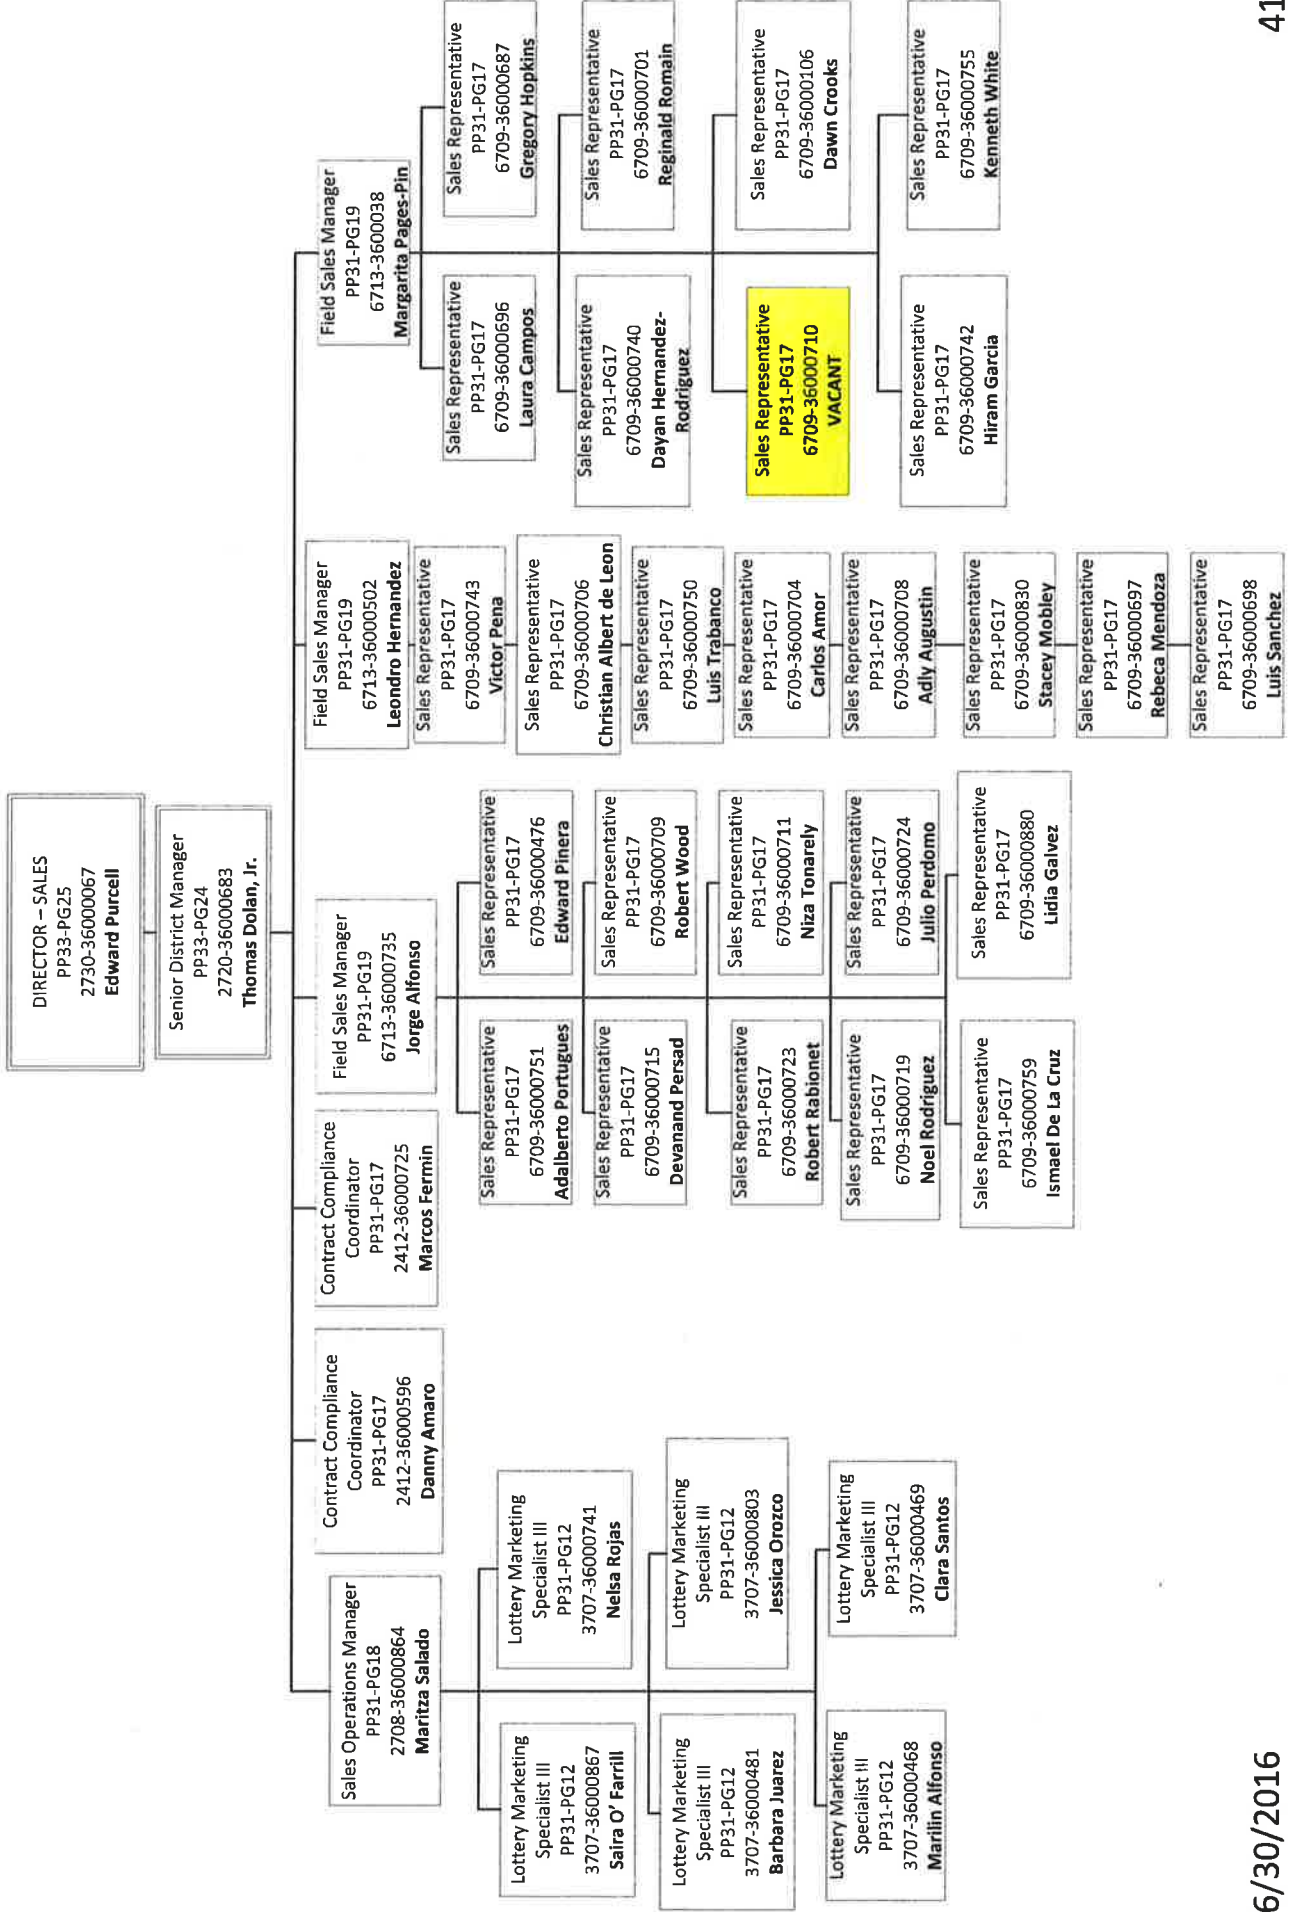 DIRECTOR – SALES
PP33-PG25
2730-36000067
Edward Purcell
Senior District Manager
PP33-PG24
2720-36000683
Thomas Dolan, Jr.
Sales Operations Manager
PP31-PG18
2708-36000864
Maritza Salado
Contract Compliance
Coordinator
PP31-PG17
2412-36000596
Danny Amaro
Contract Compliance
Coordinator
PP31-PG17
2412-36000725
Marcos Fermin
Field Sales Manager
PP31-PG19
6713-36000735
Jorge Alfonso
Field Sales Manager
PP31-PG19
6713-36000502
Leondro Hernandez
Field Sales Manager
PP31-PG19
6713-3600038
Margarita Pages-Pin
Lottery Marketing
Specialist III
PP31-PG12
3707-36000867
Saira O’ Farrill
Lottery Marketing
Specialist III
PP31-PG12
3707-36000741
Nelsa Rojas
Lottery Marketing
Specialist III
PP31-PG12
3707-36000481
Barbara Juarez
Lottery Marketing
Specialist III
PP31-PG12
3707-36000803
Jessica Orozco
Lottery Marketing
Specialist III
PP31-PG12
3707-36000468
Marilin Alfonso
Lottery Marketing
Specialist III
PP31-PG12
3707-36000469
Clara Santos
Sales Representative
PP31-PG17
6709-36000751
Adalberto Portugues
Sales Representative
PP31-PG17
6709-36000476
Edward Pinera
Sales Representative
PP31-PG17
6709-36000715
Devanand Persad
Sales Representative
PP31-PG17
6709-36000709
Robert Wood
Sales Representative
PP31-PG17
6709-36000723
Robert Rabionet
Sales Representative
PP31-PG17
6709-36000711
Niza Tonarely
Sales Representative
PP31-PG17
6709-36000719
Noel Rodriguez
Sales Representative
PP31-PG17
6709-36000724
Julio Perdomo
Sales Representative
PP31-PG17
6709-36000759
Ismael De La Cruz
Sales Representative
PP31-PG17
6709-36000880
Lidia Galvez
Sales Representative
PP31-PG17
6709-36000743
Victor Pena
Sales Representative
PP31-PG17
6709-36000706
Christian Albert de Leon
Sales Representative
PP31-PG17
6709-36000750
Luis Trabanco
Sales Representative
PP31-PG17
6709-36000704
Carlos Amor
Sales Representative
PP31-PG17
6709-36000708
Adly Augustin
Sales Representative
PP31-PG17
6709-36000830
Stacey Mobley
Sales Representative
PP31-PG17
6709-36000697
Rebeca Mendoza
Sales Representative
PP31-PG17
6709-36000698
Luis Sanchez
Sales Representative
PP31-PG17
6709-36000696
Laura Campos
Sales Representative
PP31-PG17
6709-36000687
Gregory Hopkins
Sales Representative
PP31-PG17
6709-36000740
Dayan Hernandez-
Rodriguez
Sales Representative
PP31-PG17
6709-36000701
Reginald Romain
Sales Representative
PP31-PG17
6709-36000710
VACANT
Sales Representative
PP31-PG17
6709-36000106
Dawn Crooks
Sales Representative
PP31-PG17
6709-36000742
Hiram Garcia
Sales Representative
PP31-PG17
6709-36000755
Kenneth White
6/30/2016
41